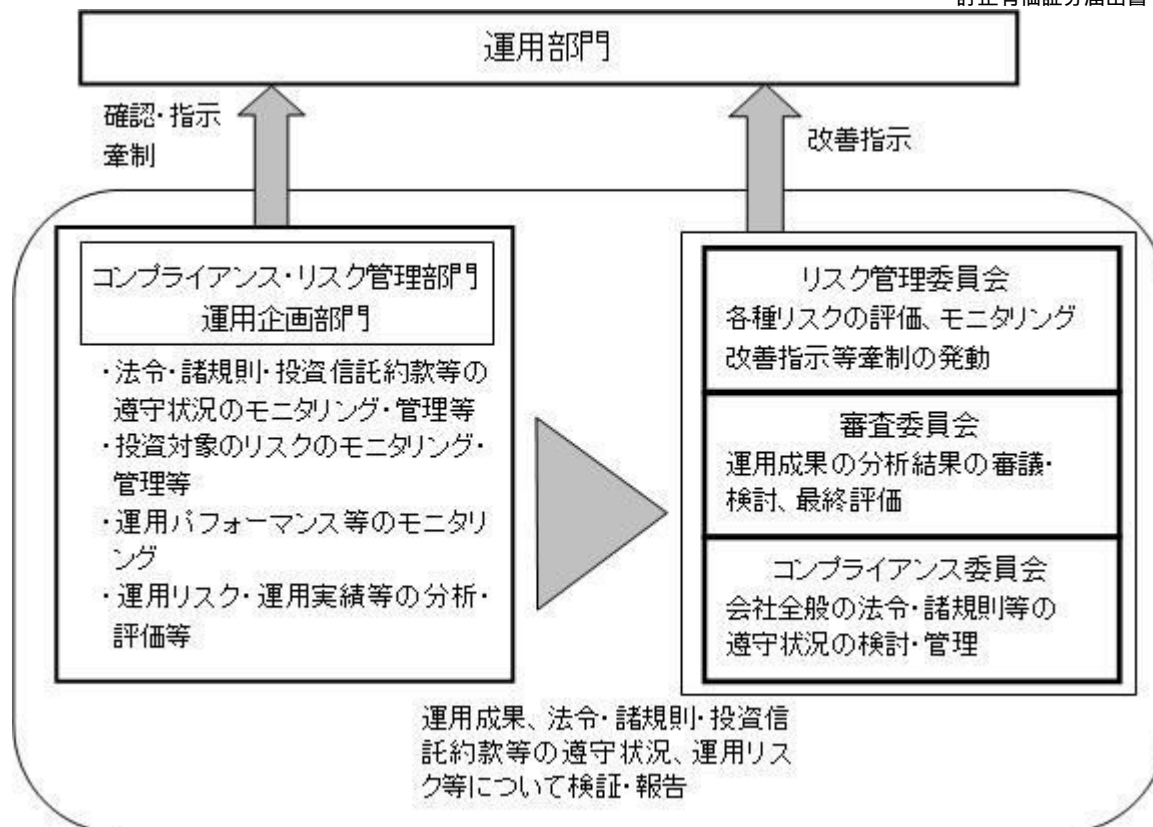 運用部門
確認・指示
牽制
改善指示
コンプライアンス・リスク管理部門
運用企画部門
・法令・諸規則・投資信託約款等の
遵守状況のモニタリング・管理等
・投資対象のリスクのモニタリング・
管理等
・運用パフォーマンス等のモニタリ
ング
・運用リスク・運用実績等の分析・
評価等
リスク管理委員会
各種リスクの評価、モニタリング
改善指示等牽制の発動
審査委員会
運用成果の分析結果の審議・
検討、最終評価
コンプライアンス委員会
会社全般の法令・諸規則等の
遵守状況の検討・管理
運用成果、法令・諸規則・投資信
託約款等の遵守状況、運用リス
ク等について検証・報告